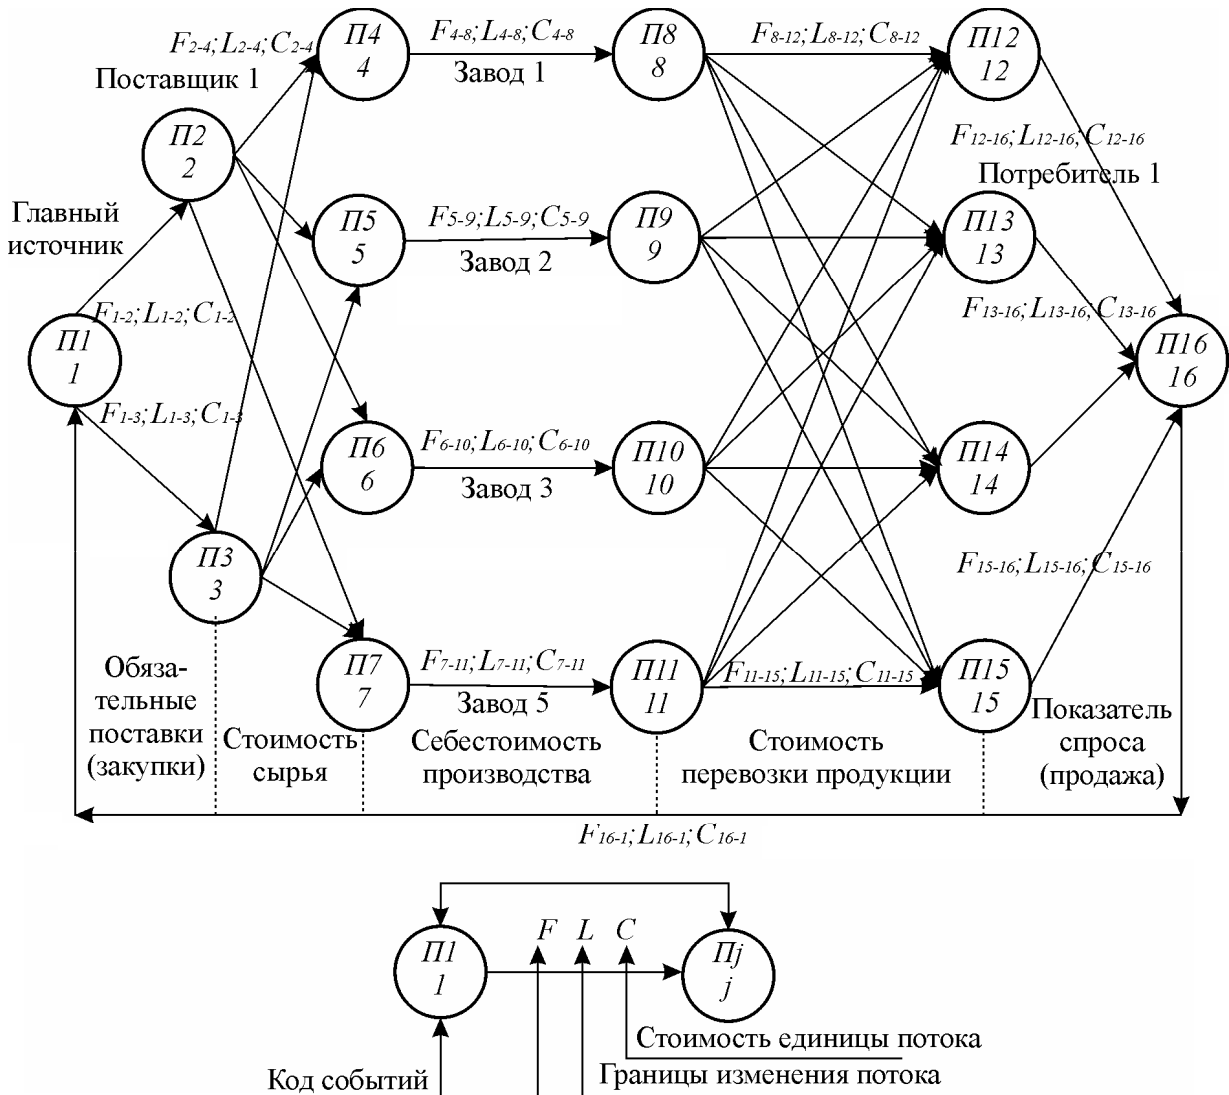 F2-4;L2-4;C2-4
П4
4
F4-8;L4-8;C4-8
Завод 1
П8
8
F8-12;L8-12;C8-12
П12
12
Поставщик 1
П2
2
F12-16;L12-16;C12-16
Потребитель 1
Главный
источник
П5
5
F5-9;L5-9;C5-9
Завод 2
П9
9
П13
13
F1-2;L1-2;C1-2
F13-16;L13-16;C13-16
П1
1
П16
16
F1-3;L1-3;C1-3
П6
6
F6-10;L6-10;C6-10
Завод 3
П10
10
П14
14
П3
3
F15-16;L15-16;C15-16
П7
7
F7-11;L7-11;C7-11
Завод 5
П11
11
F11-15;L11-15;C11-15
П15
15
Обяза-
тельные
поставки
(закупки)
Стоимость
сырья
Себестоимость
производства
Стоимость
перевозки продукции
Показатель
спроса
(продажа)
F16-1;L16-1;C16-1
П1
1
F L C
Пj
j
Стоимость единицы потока
Границы изменения потока
Код событий